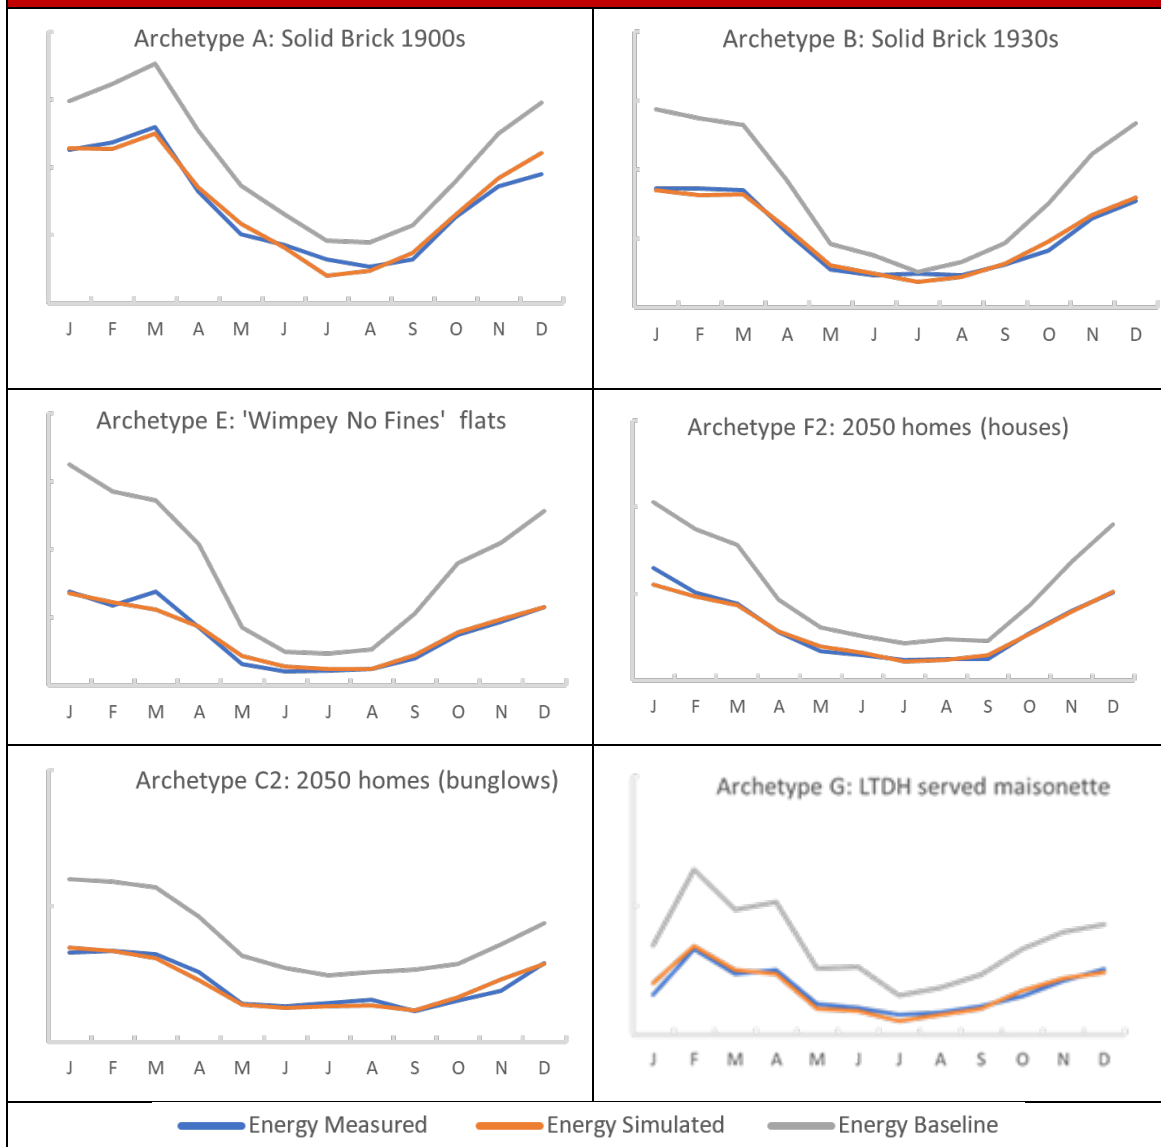 Archetype A: Solid Brick 1900s
J F M A M J J A S O N D
Archetype B: Solid Brick 1930s
J F M A M J J A S O N D
Archetype E: 'Wimpey No Fines' flats
J F M A M J J A S O N D
Archetype F2: 2050 homes (houses)
J F M A M J J A S O N D
Archetype C2: 2050 homes (bunglows)
J F M A M J J A S O N D
Archetype G: LTDH served maisonette
J F M A M J J A S O N D
Energy Measured Energy Simulated Energy Baseline